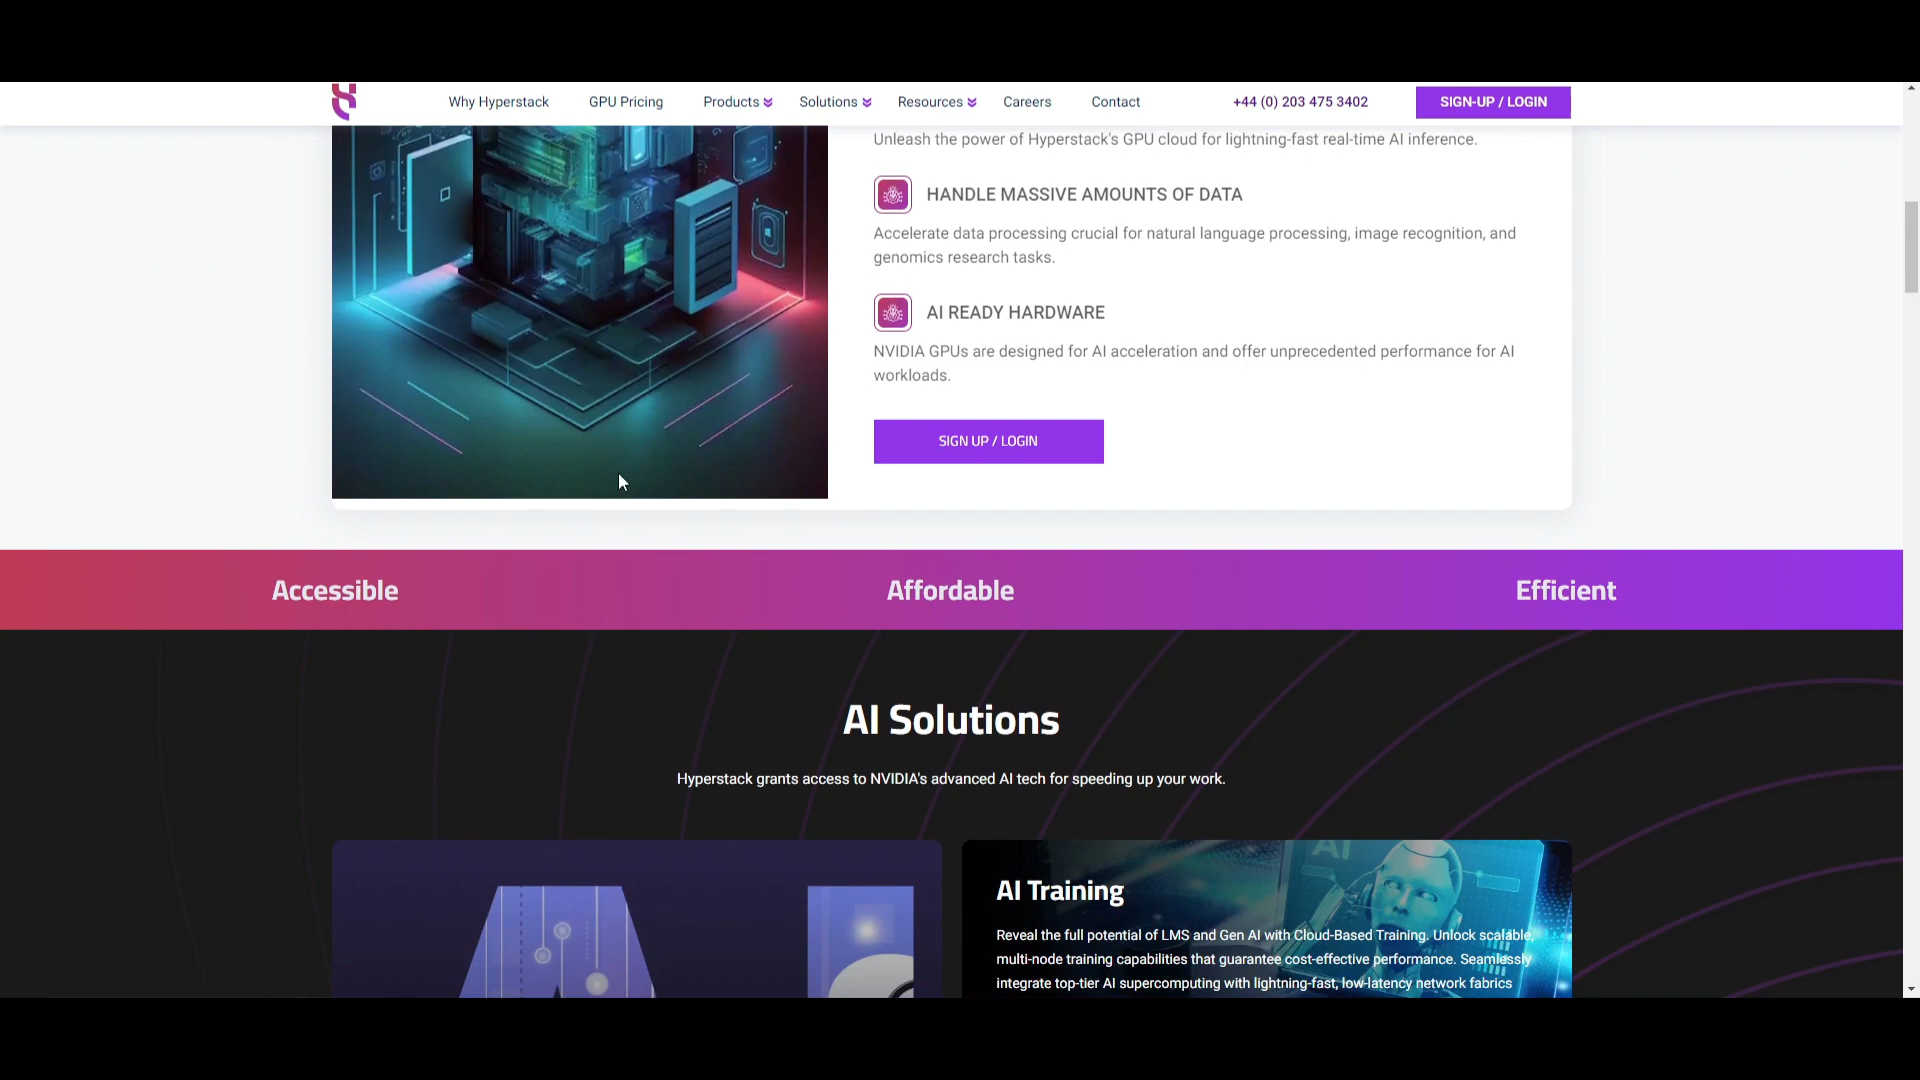 Why Hyperstack
GPU Pricing
Products
Solutions
Resources
Careers
Contact
+44 (0) 203 475 3402
SIGN-UP / LOGIN
Unleash the power of Hyperstack's GPU cloud for lightning-fast real-time AI inference.
HANDLE MASSIVE AMOUNTS OF DATA
Accelerate data processing crucial for natural language processing, image recognition, and
genomics research tasks.
AI READY HARDWARE
NVIDIA GPUs are designed for AI acceleration and offer unprecedented performance for AI
workloads.
SIGN UP / LOGIN
Accessible
Affordable
Efficient
AI Solutions
Hyperstack grants access to NVIDIA's advanced AI tech for speeding up your work.
AI
AI Training
Reveal the full potential of LMS and Gen AI with Cloud-Based Training. Unlock scalable,
multi-node training capabilities that guarantee cost-effective performance. Seamlessly
integrate top-tier AI supercomputing with lightning-fast, low-latency network fabrics